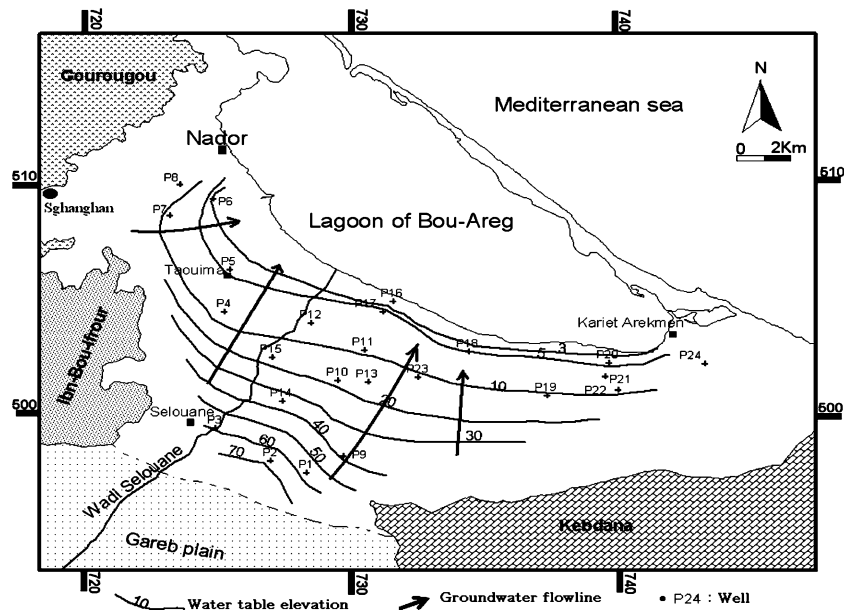 720
730
740
Gourougou
Mediterranean sea
N
Nador
0 2Km
510
P8
510
Sghanghan
P7
P6
Lagoon of Bou-Areg
P5
Taouima
P16
P4
P17
P12
Kariet Arekmen
Ibn-Bou-Ifrour
P18
3
P11
5
P20
P24
P15
P23
P10
P13
10
P21
P22
P19
P14
20
500
Selouane
40
500
P3
30
60
50
70
P2
P9
P1
Wadi Selouane
Kebdana
Gareb plain
720
730
740
10
Water table elevation
Groundwater flowline
P24 : Well